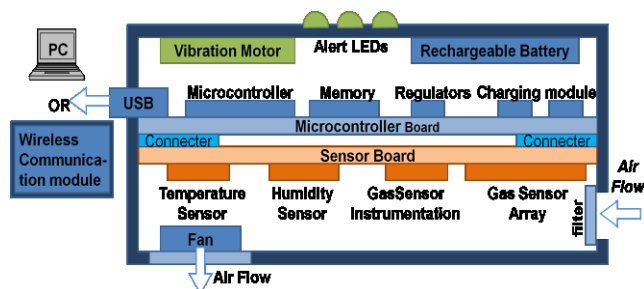 PC
Vibration Motor
Alert LEDs
Rechargeable Battery
OR
USB
Microcontroller
Memory
Regulators
Charging module
Microcontroller Board
Wireless
Communica-
tion module
Connecter
Connecter
Sensor Board
Temperature
Sensor
Humidity
Sensor
GasSensor
Instrumentation
Gas Sensor
Array
filter
Air
Flow
Fan
Air Flow